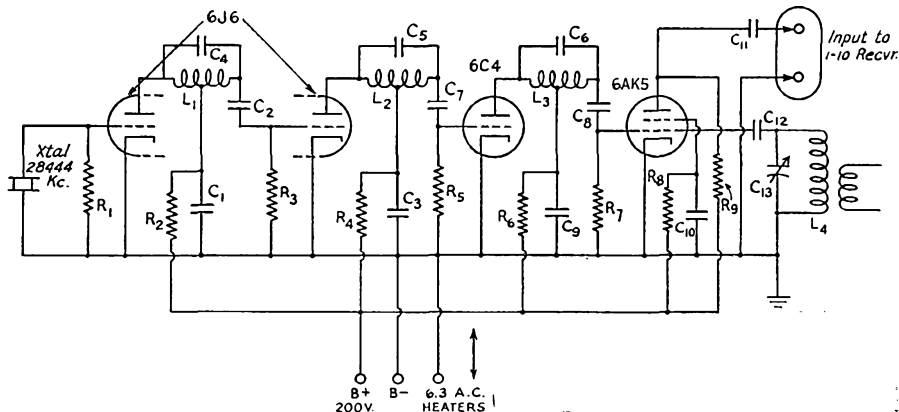 6J6
C4
L1
C2
Xtal
28444
Kc.
R1
R2
C1
R3
C5
L2
C7
R4
C3
R5
6C4
C6
L3
C8
R6
C9
R7
6AK5
R8
C10
R9
C11
Input to
1-10 Recvr.
C12
C13
L4
B+
200V.
B-
6.3 A.C.
HEATERS